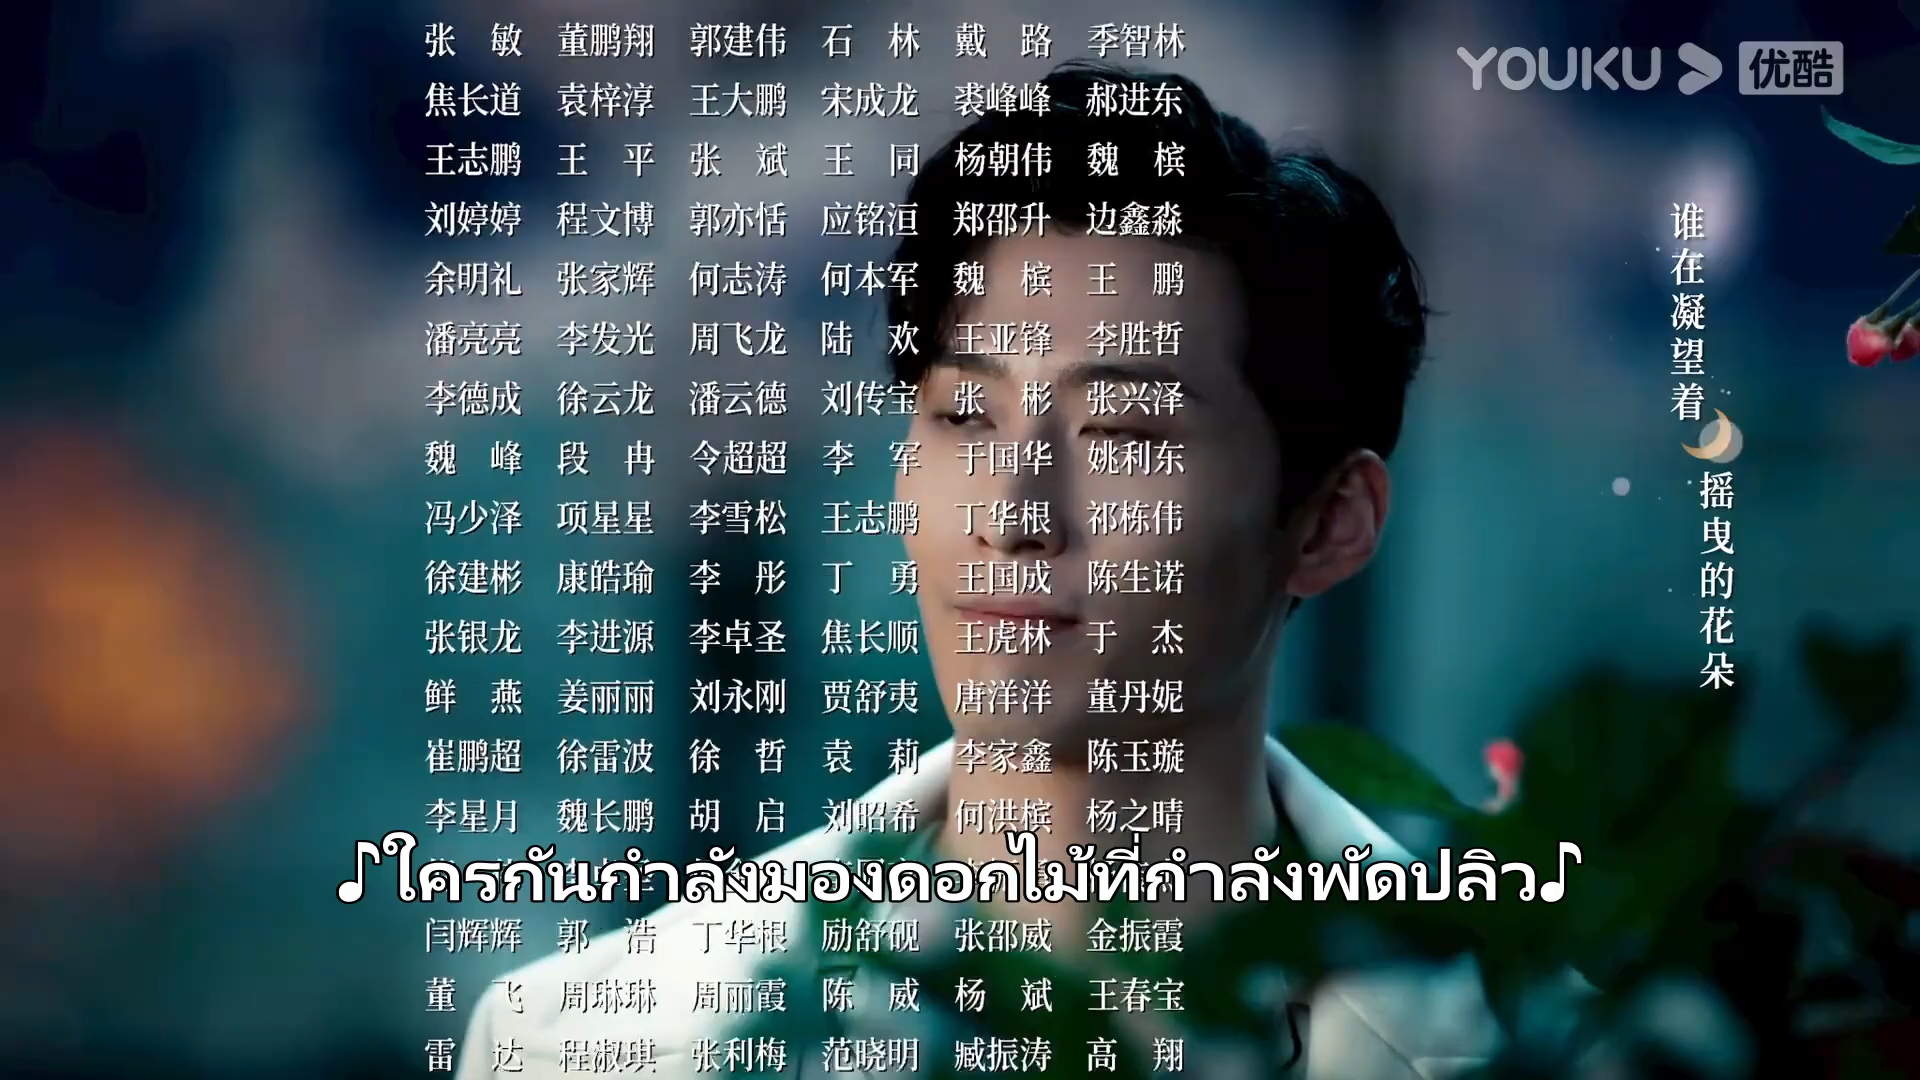 张 敏 董鹏翔 郭建伟 石 林 戴 路 季智林
YOUKU 优酷
焦长道 袁梓淳 王大鹏 宋成龙 裘峰峰 郝进东
王志鹏 王 平 张 斌 王 同 杨朝伟 魏 槟
刘婷婷 程文博 郭亦恬 应铭洹 郑邵升 边鑫淼
余明礼 张家辉 何志涛 何本军 魏 槟 王 鹏
潘亮亮 李发光 周飞龙 陆 欢 王亚锋 李胜哲
李德成 徐云龙 潘云德 刘传宝 张 彬 张兴泽
魏 峰 段 冉 令超超 李 军 于国华 姚利东
冯少泽 项星星 李雪松 王志鹏 丁华根 祁栋伟
徐建彬 康皓瑜 李 彤 丁 勇 王国成 陈生诺
张银龙 李进源 李卓圣 焦长顺 王虎林 于 杰
鲜 燕 姜丽丽 刘永刚 贾舒夷 唐洋洋 董丹妮
崔鹏超 徐雷波 徐 哲 袁 莉 李家鑫 陈玉璇
李星月 魏长鹏 胡 启 刘昭希 何洪槟 杨之晴
♪ใครกันกำลังมองดอกไม้ที่กำลังพัดปลิว♪
闫辉辉 郭 浩 丁华根 励舒砚 张邵威 金振霞
董 飞 周琳琳 周丽霞 陈 威 杨 斌 王春宝
雷 达 程淑琪 张利梅 范晓明 臧振涛 高 翔
谁在凝望着
摇曳的花朵